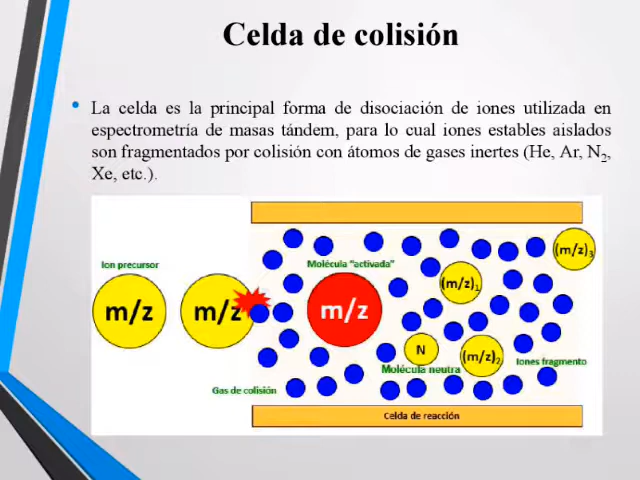 Celda de colisión
• La celda es la principal forma de disociación de iones utilizada en
espectrometría de masas tándem, para lo cual iones estables aislados
son fragmentados por colisión con átomos de gases inertes (He, Ar, N₂,
Xe, etc.).
Ion precursor
Molécula "activada"
(m/z)₃
m/z
m/z
m/z
(m/z)₁
N
(m/z)₂
Molécula neutra
Iones fragmento
Gas de colisión
Celda de reacción